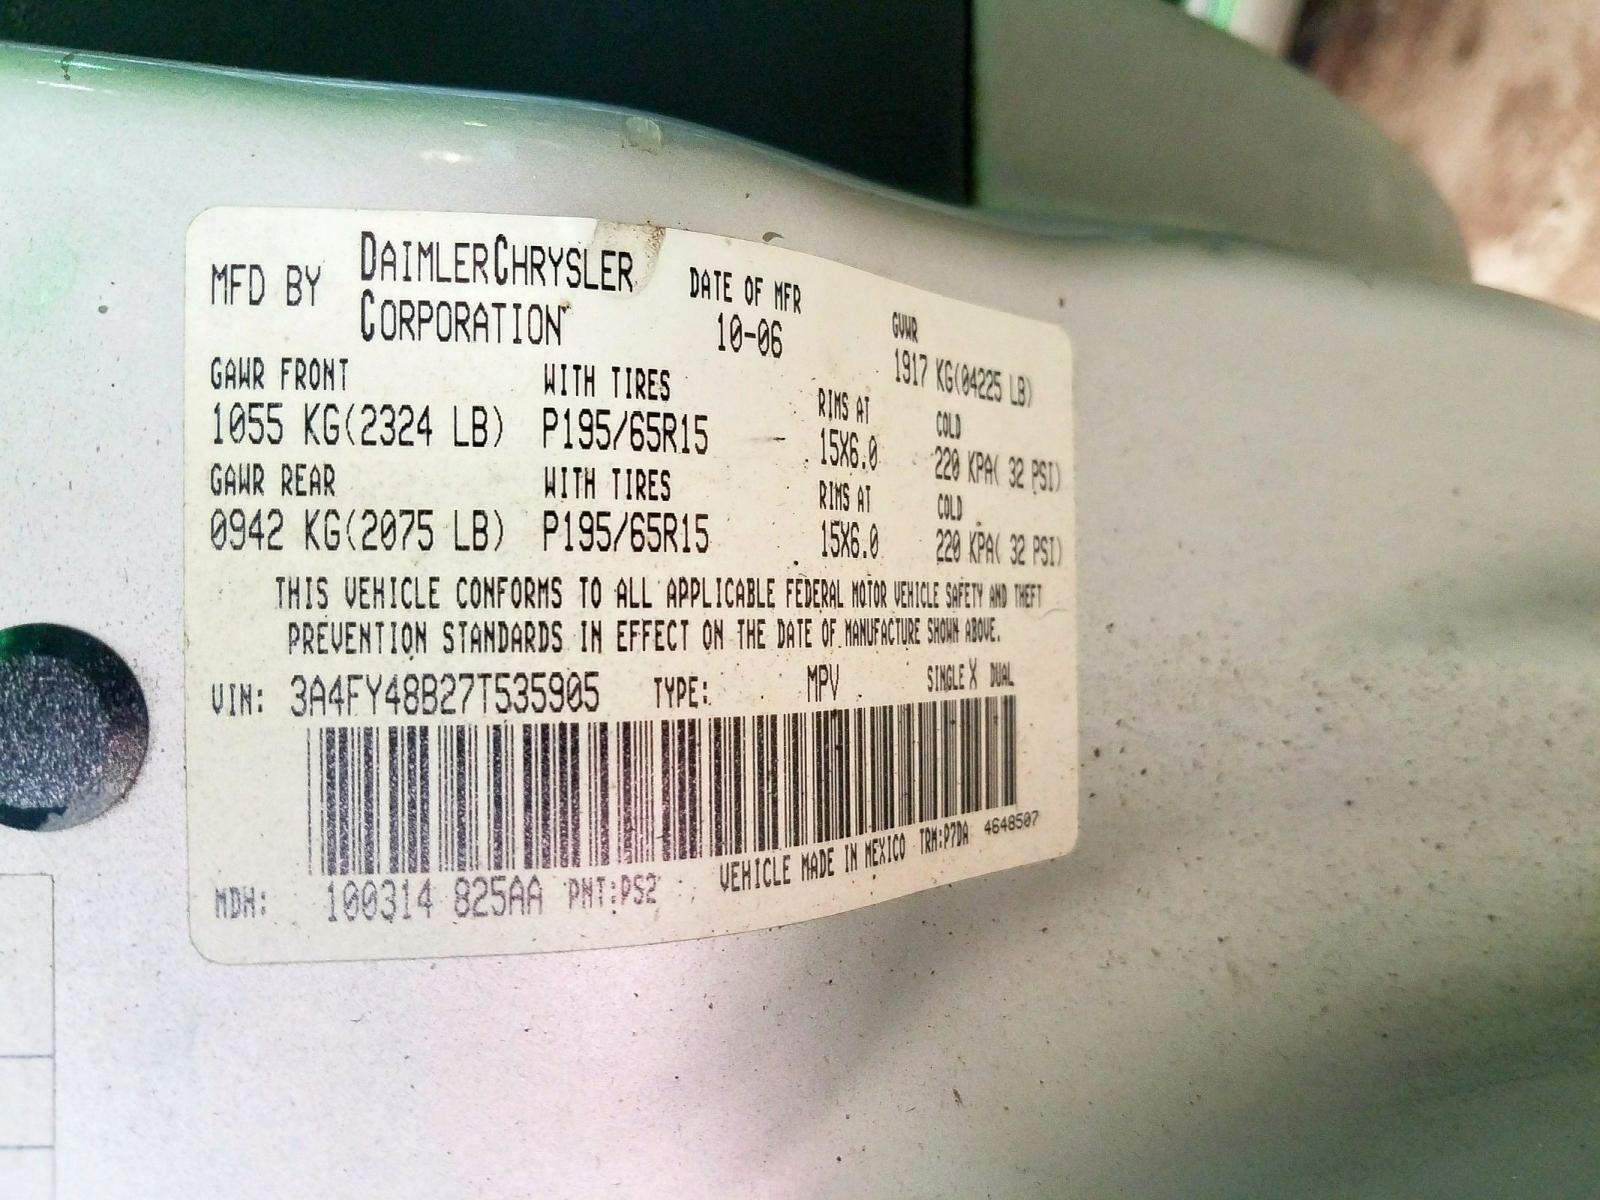 MFD BY DAIMLERCHRYSLER CORPORATION
DATE OF MFR 10-06
GVWR 1917 KG(04225 LB)
GAWR FRONT WITH TIRES RIMS AT COLD
1055 KG(2324 LB) P195/65R15 15X6.0 220 KPA( 32 PSI)
GAWR REAR WITH TIRES RIMS AT COLD
0942 KG(2075 LB) P195/65R15 15X6.0 220 KPA( 32 PSI)
THIS VEHICLE CONFORMS TO ALL APPLICABLE FEDERAL MOTOR VEHICLE SAFETY AND THEFT
PREVENTION STANDARDS IN EFFECT ON THE DATE OF MANUFACTURE SHOWN ABOVE.
VIN: 3A4FY48B27T535905 TYPE: MPV SINGLE X DUAL
MDH: 100314 825AA PNT:PS2 VEHICLE MADE IN MEXICO TRM:P7DA 4648507